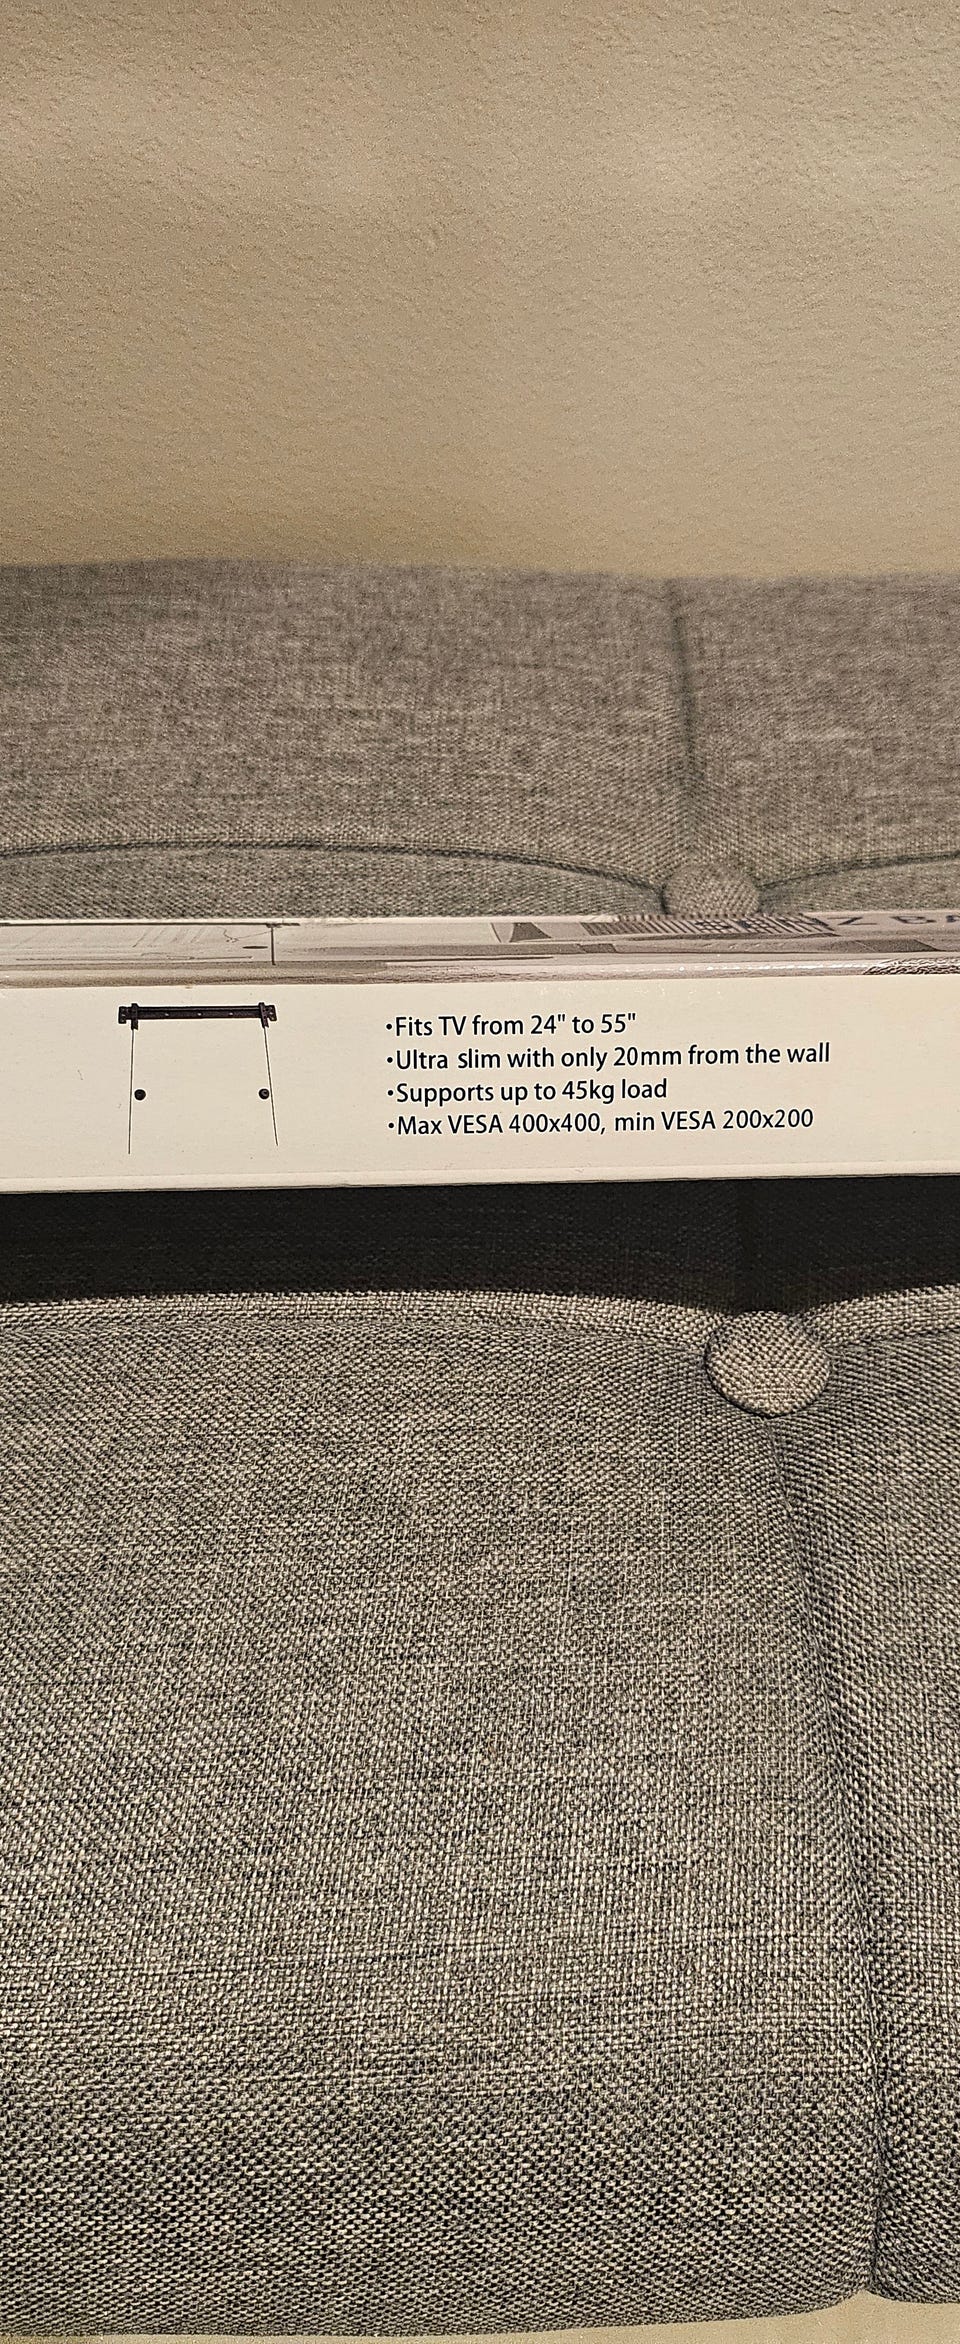 •Fits TV from 24" to 55"
•Ultra slim with only 20mm from the wall
•Supports up to 45kg load
•Max VESA 400x400, min VESA 200x200